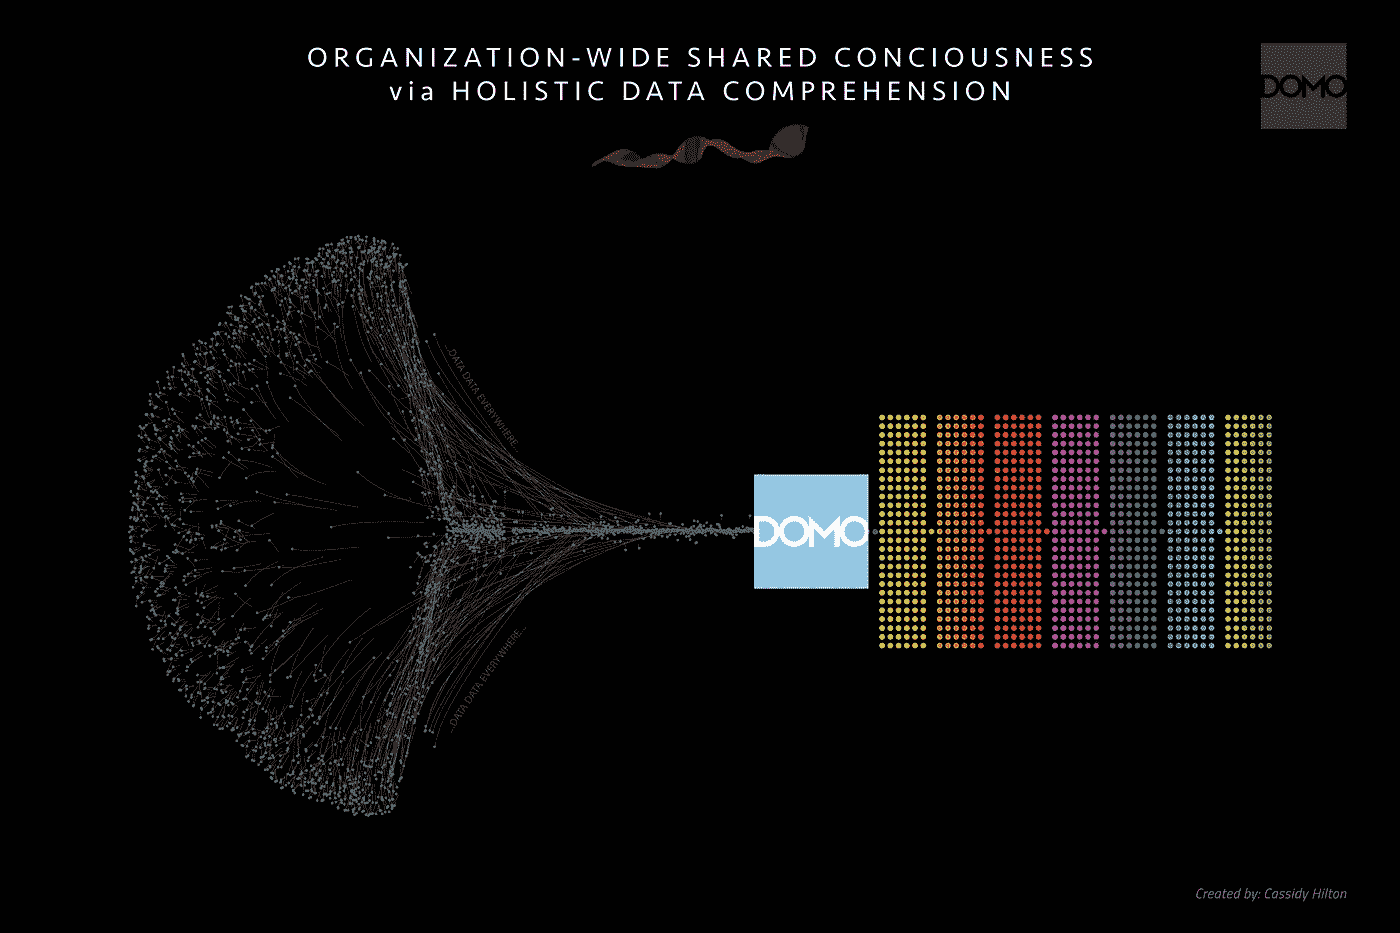 ORGANIZATION-WIDE SHARED CONCIOUSNESS
via HOLISTIC DATA COMPREHENSION
DOMO
...DATA DATA EVERYWHERE...
DOMO
...DATA DATA EVERYWHERE...
Created by: Cassidy Hilton